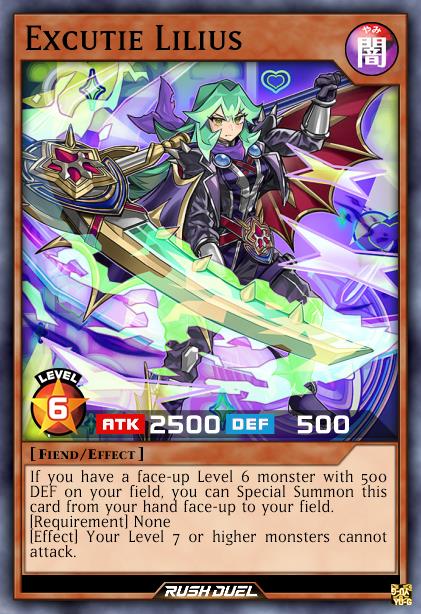 Excutie Lilius
やみ
闇
LEVEL
6
ATK 2500 DEF 500
[Fiend/Effect]
If you have a face-up Level 6 monster with 500
DEF on your field, you can Special Summon this
card from your hand face-up to your field.
[Requirement] None
[Effect] Your Level 7 or higher monsters cannot
attack.
RUSH DUEL